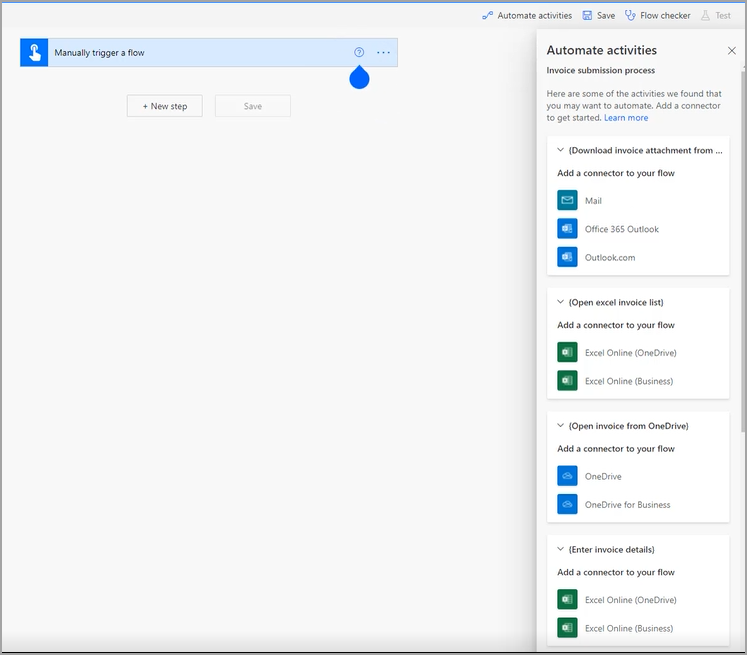 Automate activities
Save
Flow checker
Test
Manually trigger a flow
+ New step
Save
Automate activities
Invoice submission process
Here are some of the activities we found that
you may want to automate. Add a connector
to get started. Learn more
(Download invoice attachment from ...
Add a connector to your flow
Mail
Office 365 Outlook
Outlook.com
(Open excel invoice list)
Add a connector to your flow
Excel Online (OneDrive)
Excel Online (Business)
(Open invoice from OneDrive)
Add a connector to your flow
OneDrive
OneDrive for Business
(Enter invoice details)
Add a connector to your flow
Excel Online (OneDrive)
Excel Online (Business)